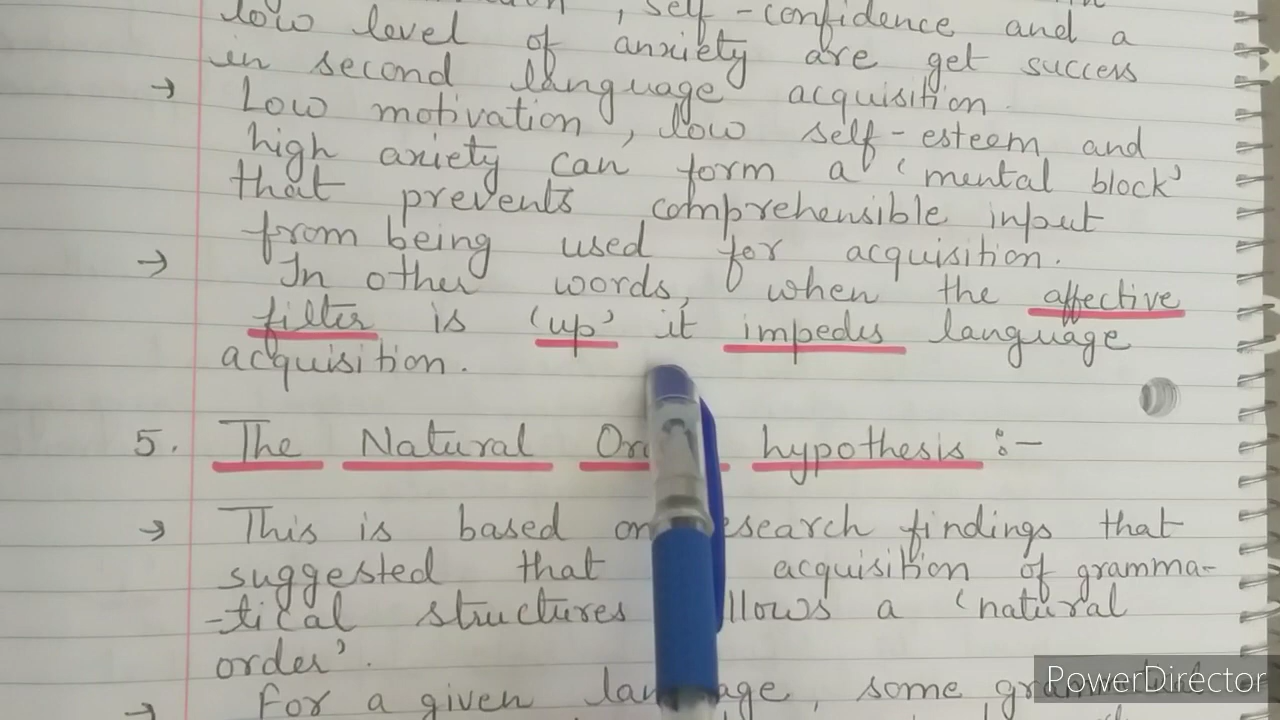 , self-confidence and a
low level of anxiety are get success
in second language acquisition.
→ Low motivation, low self-esteem and
high axiety can form a 'mental block'
that prevents comprehensible input
from being used for acquisition.
→ In other words, when the affective
filter is 'up' it impedes language
acquisition.
5. The Natural hypothesis :-
→ This is based on findings that
suggested that acquisition of gramma-
-tical structures a 'natural
order'.
→ For a given , some
PowerDirector